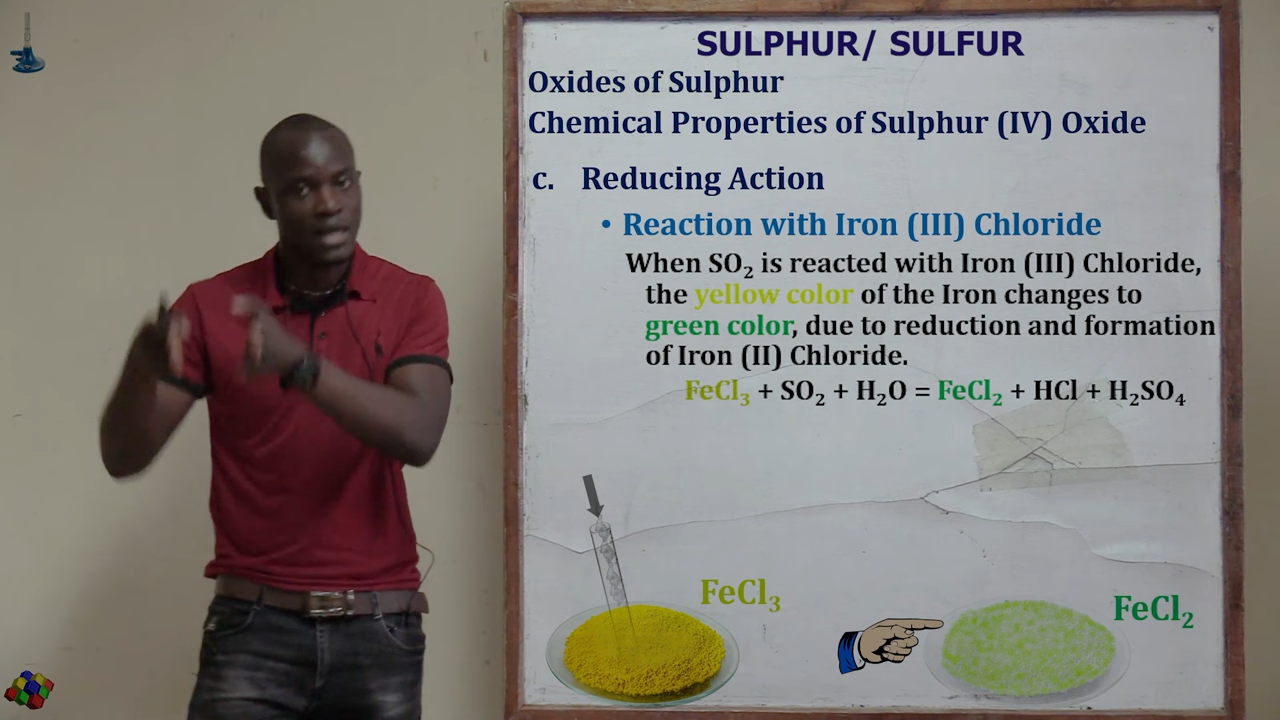 SULPHUR/ SULFUR
Oxides of Sulphur
Chemical Properties of Sulphur (IV) Oxide
c. Reducing Action
• Reaction with Iron (III) Chloride
When SO₂ is reacted with Iron (III) Chloride,
the yellow color of the Iron changes to
green color, due to reduction and formation
of Iron (II) Chloride.
FeCl₃ + SO₂ + H₂O = FeCl₂ + HCl + H₂SO₄
FeCl₃
FeCl₂